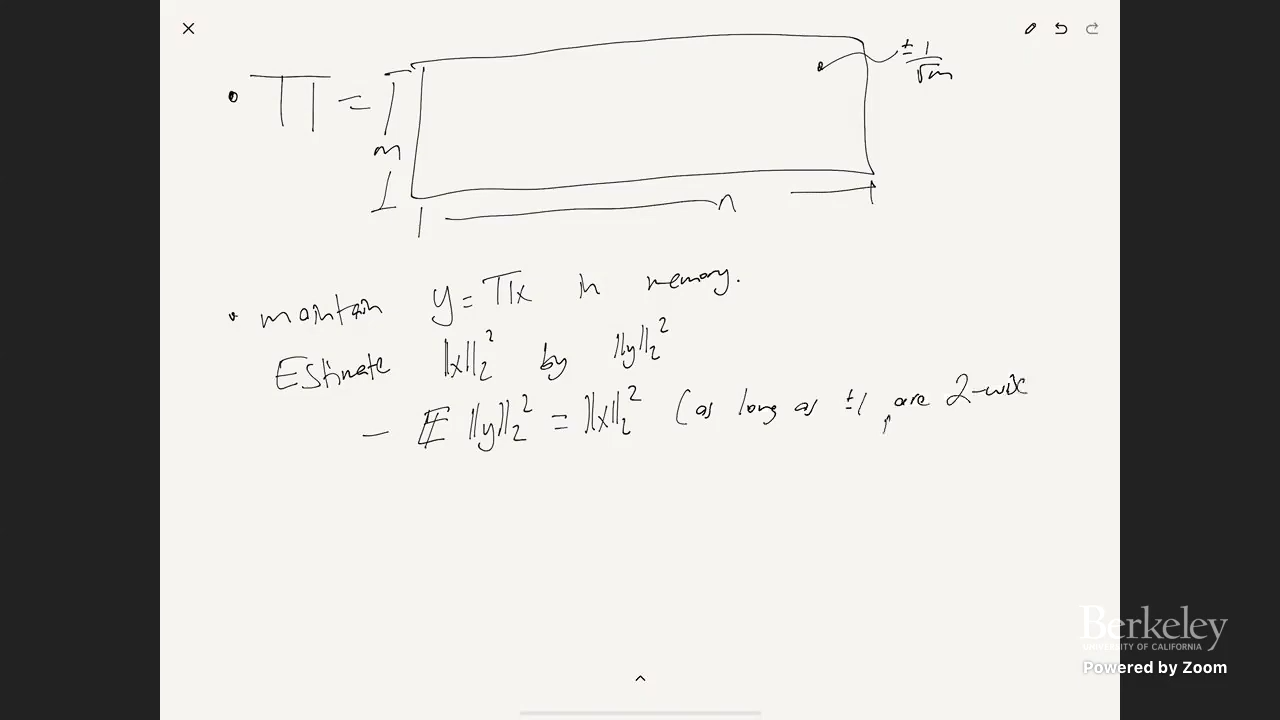 • Π = m n ± 1/√m
• maintain y = Πx in memory.
Estimate ‖x‖₂² by ‖y‖₂²
– 𝔼 ‖y‖₂² = ‖x‖₂² (as long as ±1 are 2-wise
Berkeley
UNIVERSITY OF CALIFORNIA
Powered by Zoom